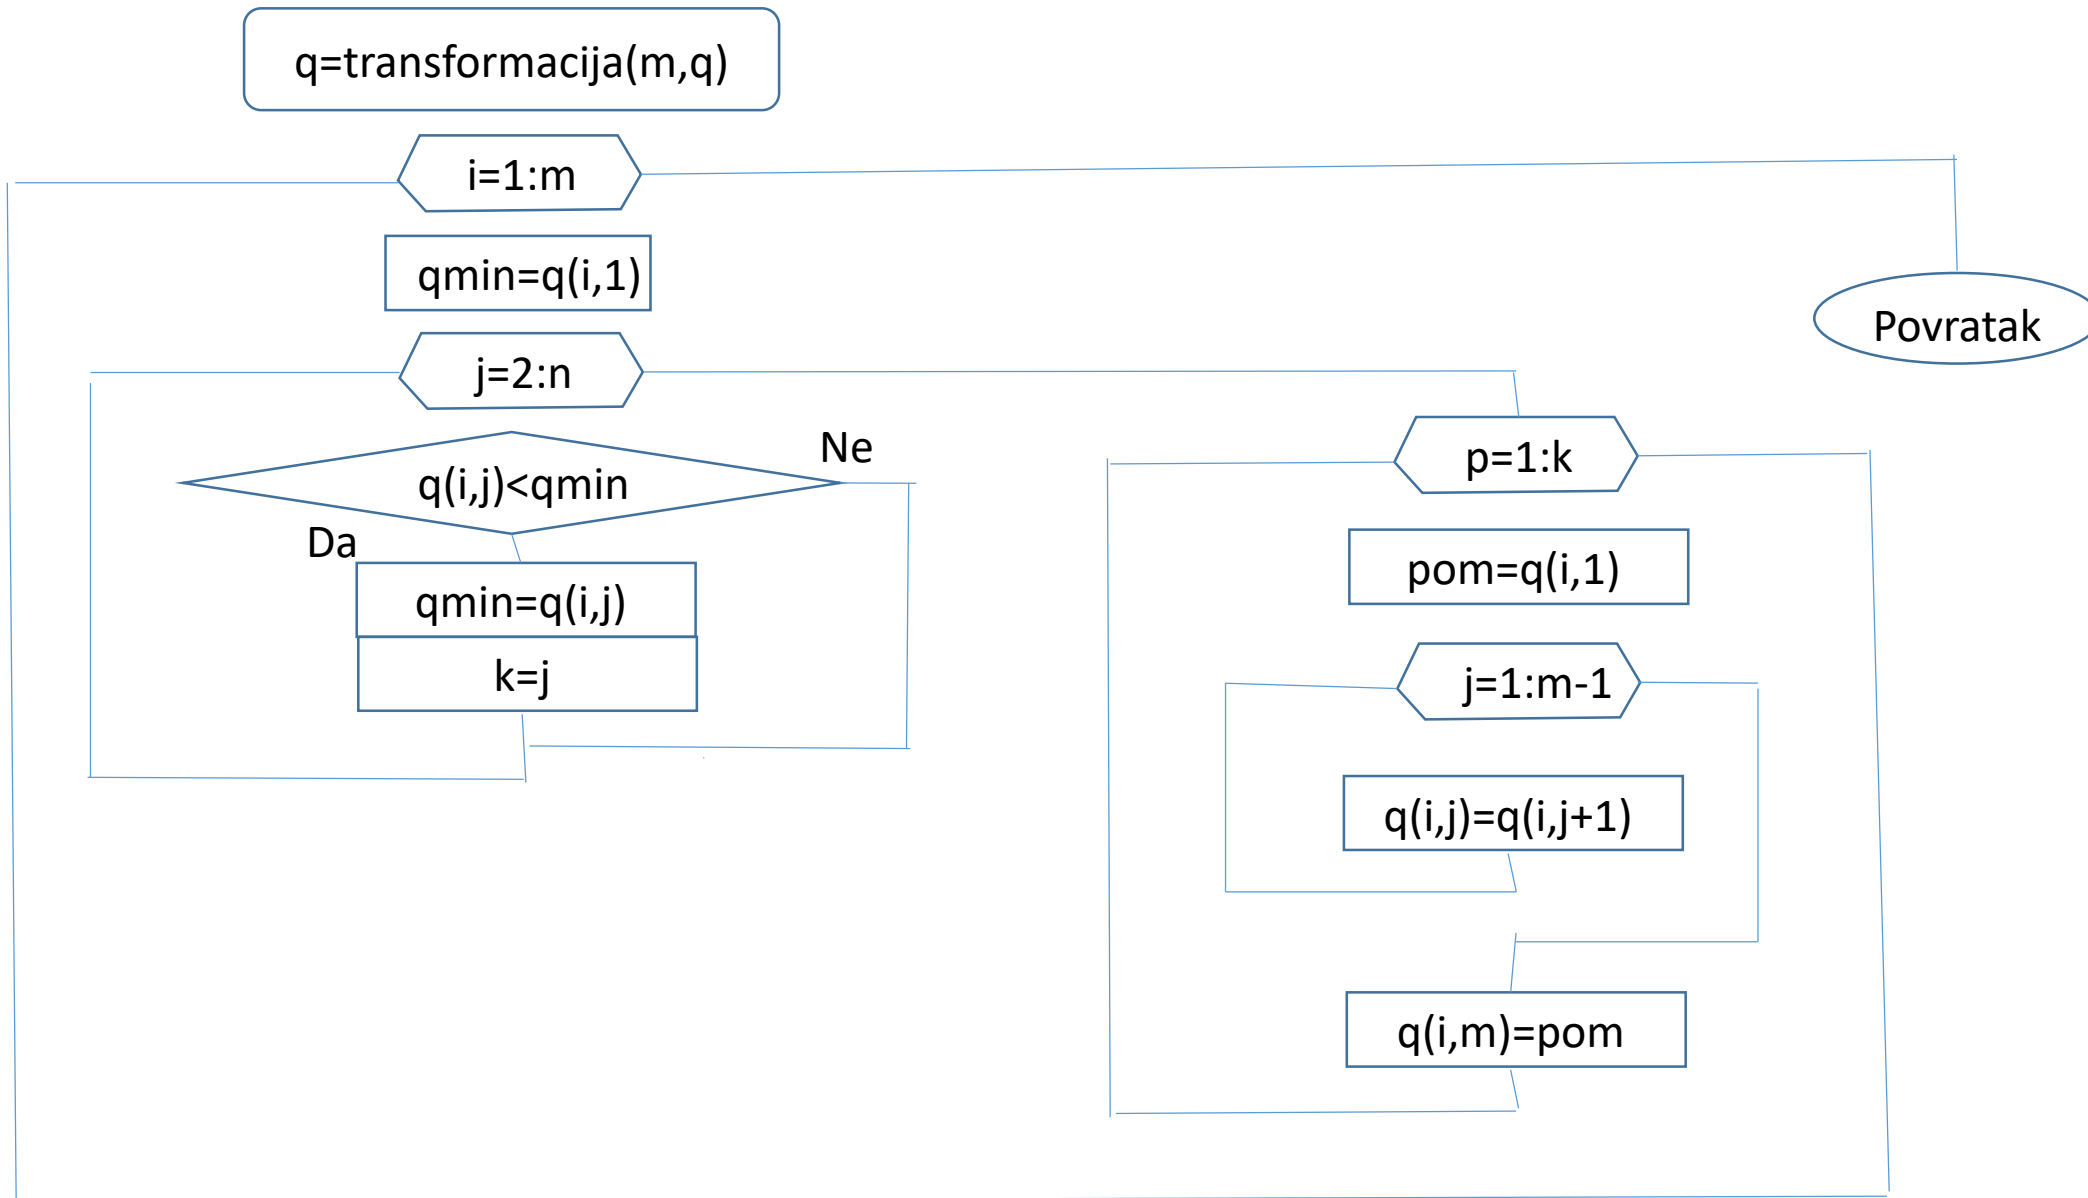 q=transformacija(m,q)
i=1:m
qmin=q(i,1)
j=2:n
q(i,j)<qmin
Ne
Da
qmin=q(i,j)
k=j
p=1:k
pom=q(i,1)
j=1:m-1
q(i,j)=q(i,j+1)
q(i,m)=pom
Povratak